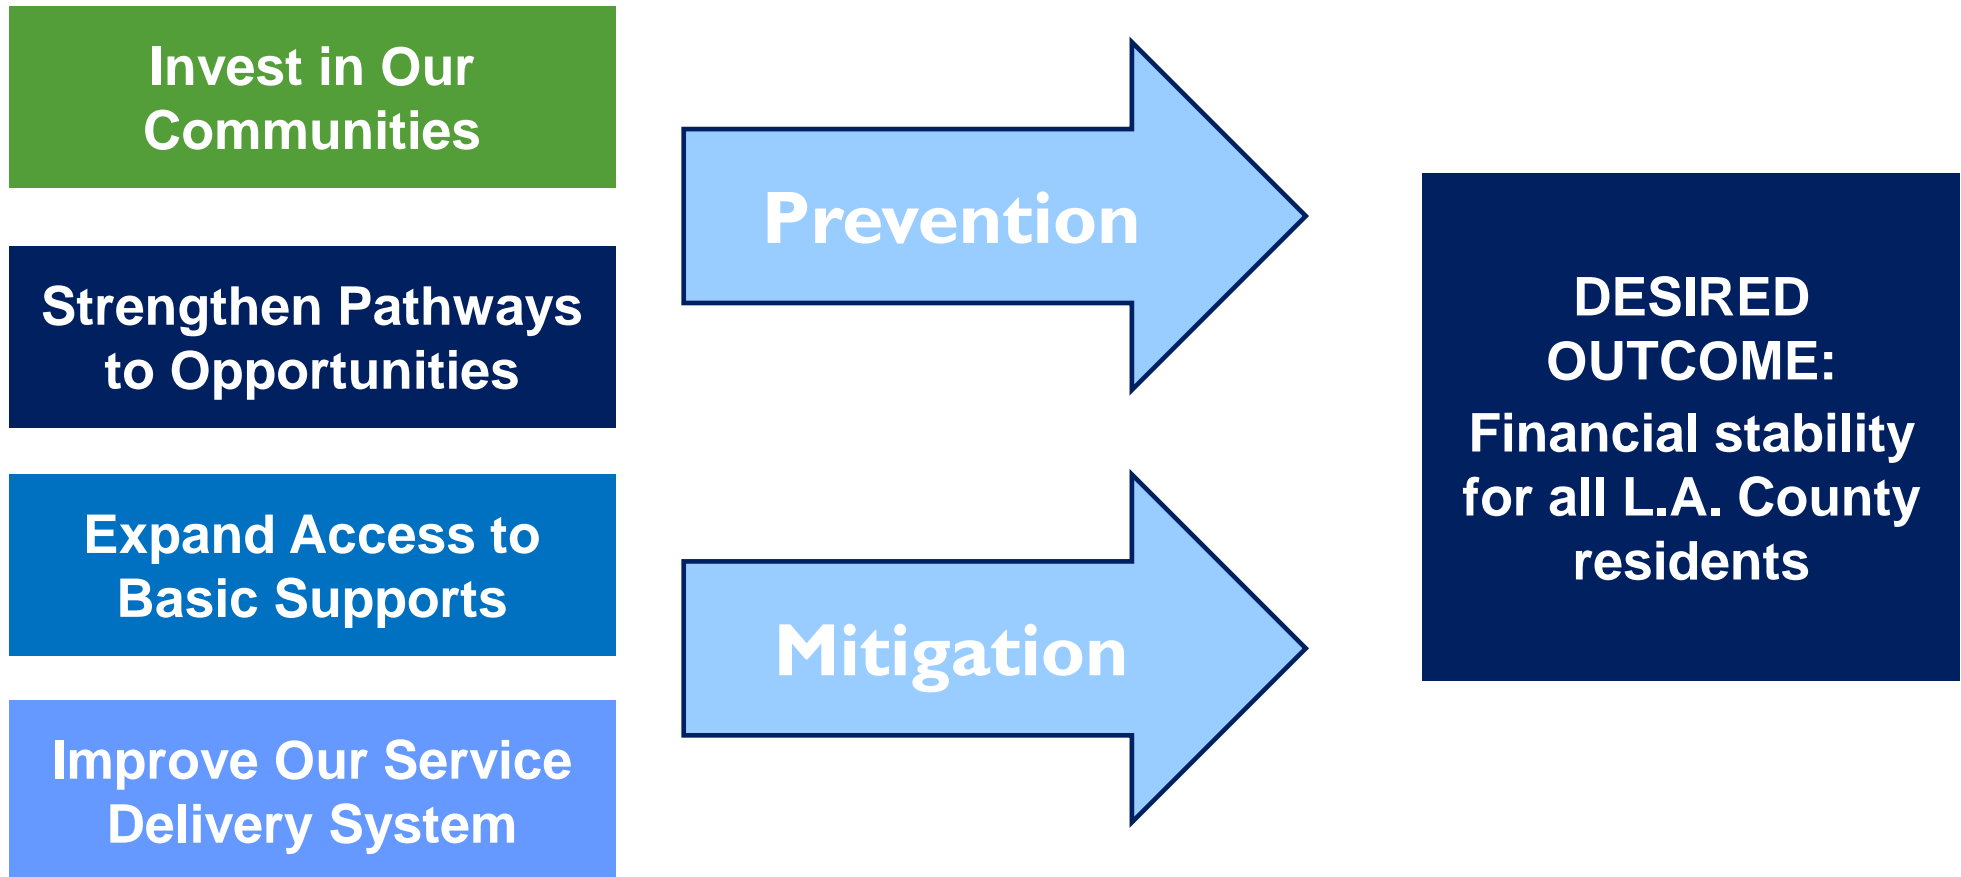 Invest in Our
Communities
Strengthen Pathways
to Opportunities
Expand Access to
Basic Supports
Improve Our Service
Delivery System
Prevention
Mitigation
DESIRED
OUTCOME:
Financial stability
for all L.A. County
residents